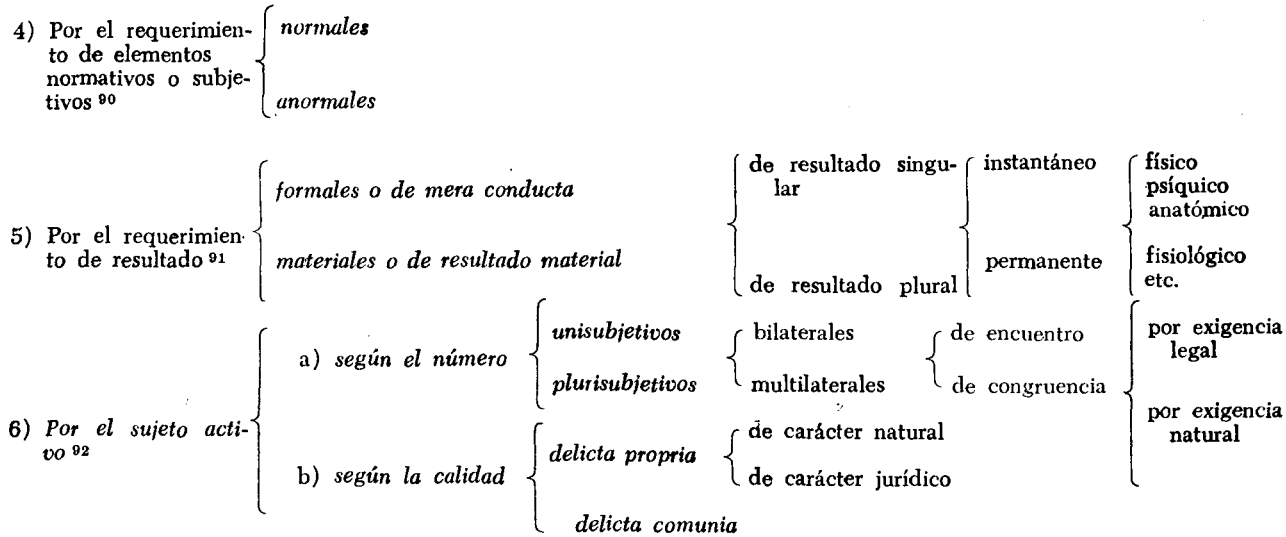 4) Por el requerimien-
to de elementos
normativos o subje-
tivos 90
normales
anormales
5) Por el requerimien-
to de resultado 91
formales o de mera conducta
materiales o de resultado material
de resultado singu-
lar
de resultado plural
instantáneo
permanente
físico
psíquico
anatómico
fisiológico
etc.
6) Por el sujeto acti-
vo 92
a) según el número
unisubjetivos
plurisubjetivos
bilaterales
multilaterales
de encuentro
de congruencia
por exigencia
legal
por exigencia
natural
b) según la calidad
delicta propria
de carácter natural
de carácter jurídico
delicta comunia